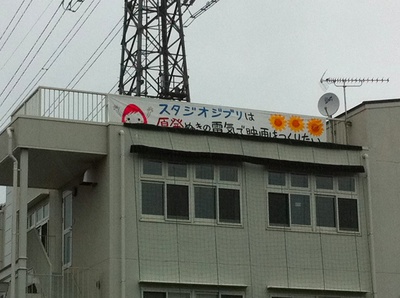 スタジオジブリは
原発ぬきの電気で映画をつくりたい